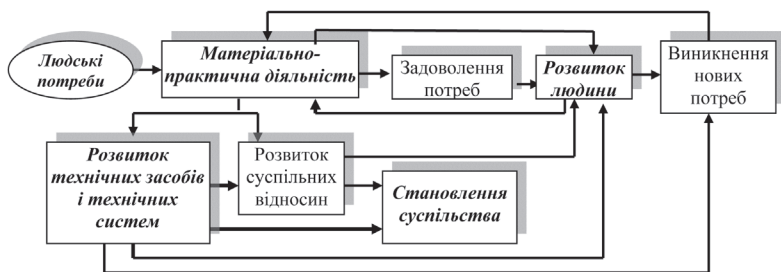 Людські
потреби
Матеріально-
практична діяльність
Задоволення
потреб
Розвиток
людини
Виникнення
нових
потреб
Розвиток
технічних засобів
і технічних
систем
Розвиток
суспільних
відносин
Становлення
суспільства